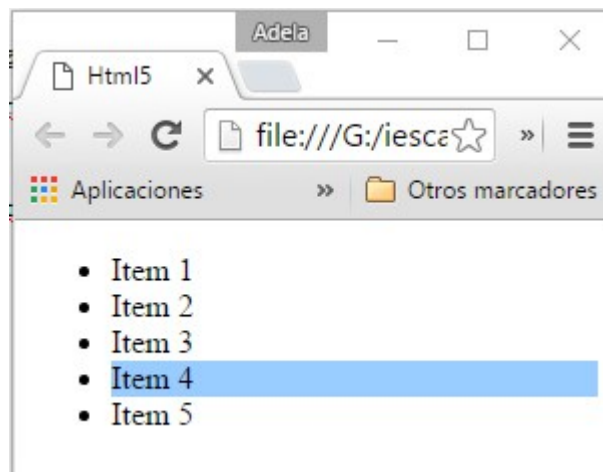 Adela
Html5
file:///G:/iesca
Aplicaciones » Otros marcadores
• Item 1
• Item 2
• Item 3
• Item 4
• Item 5